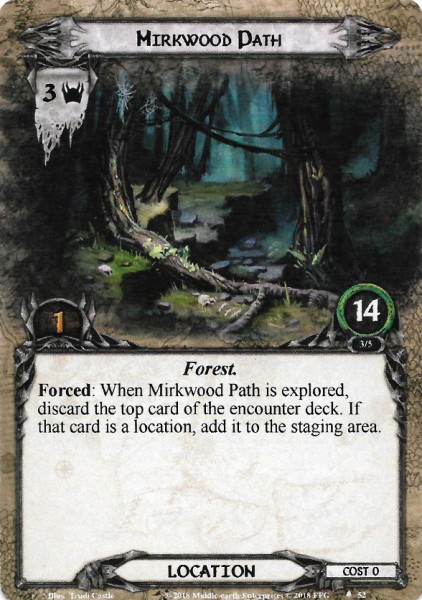 MIRKWOOD PATH
3
1
14
3/5
Forest.
Forced: When Mirkwood Path is explored,
discard the top card of the encounter deck. If
that card is a location, add it to the staging area.
LOCATION
COST 0
Illus. Trudi Castle
© 2018 Middle-earth Enterprises © 2018 FFG
52